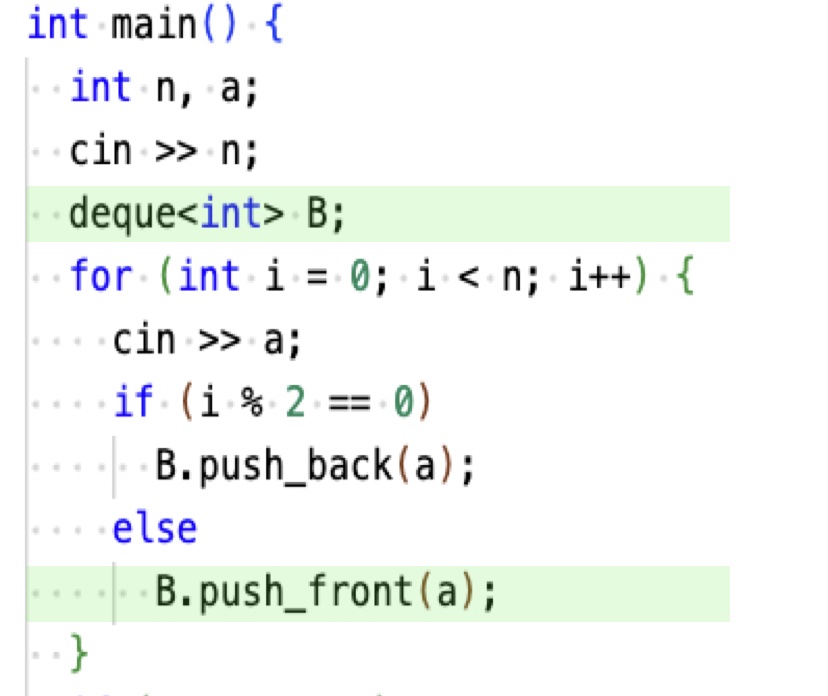 int main() {
int n, a;
cin >> n;
deque<int> B;
for (int i = 0; i < n; i++) {
cin >> a;
if (i % 2 == 0)
B.push_back(a);
else
B.push_front(a);
}